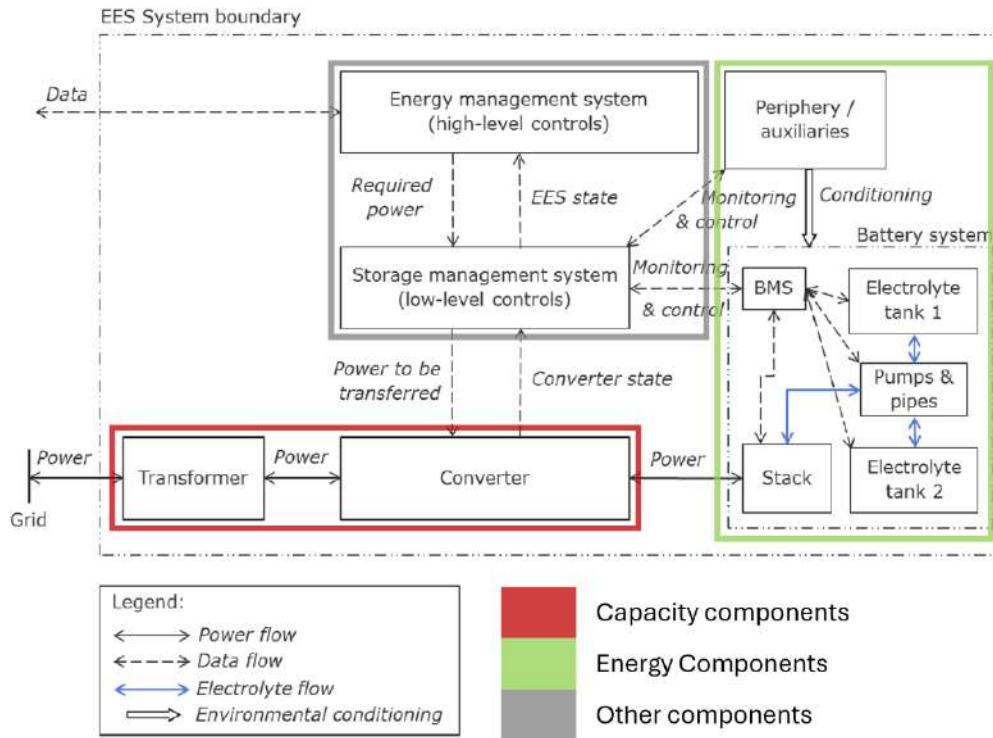 EES System boundary
Data
Energy management system
(high-level controls)
Periphery /
auxiliaries
Required
power
EES state
Monitoring
& control
Conditioning
Battery system
Storage management system
(low-level controls)
Monitoring
& control
BMS
Electrolyte
tank 1
Power to be
transferred
Converter state
Pumps &
pipes
Power
Transformer
Power
Converter
Power
Stack
Electrolyte
tank 2
Grid
Legend:
Power flow
Data flow
Electrolyte flow
Environmental conditioning
Capacity components
Energy Components
Other components